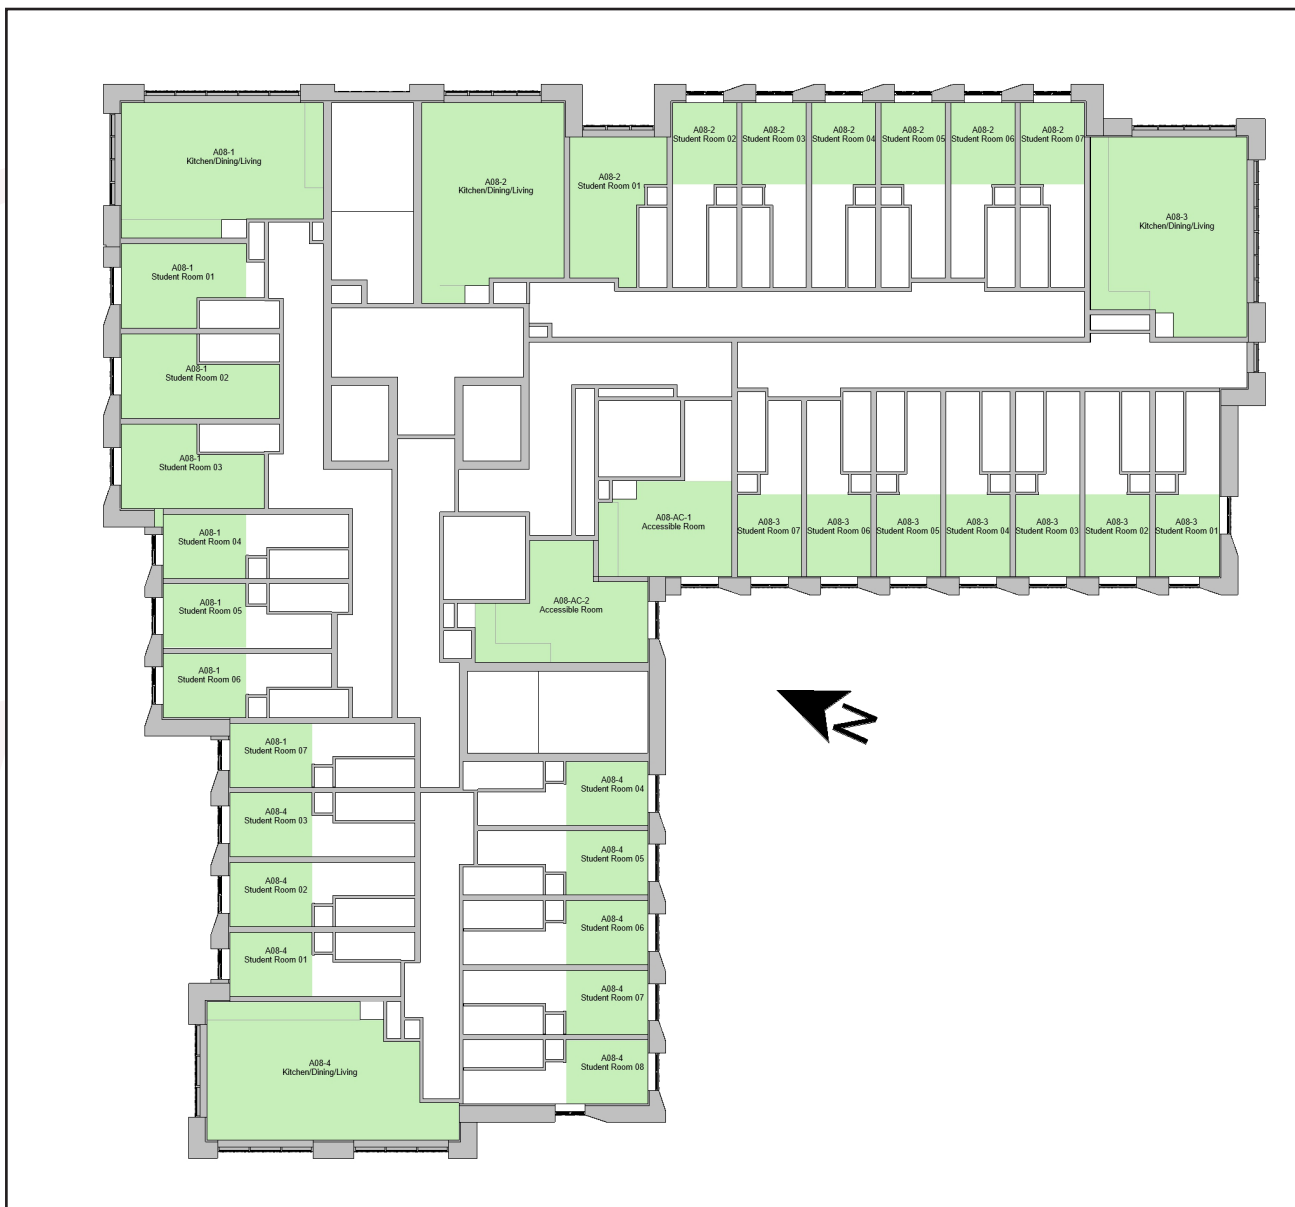 A08-1
Kitchen/Dining/Living
A08-2
Kitchen/Dining/Living
A08-2
Student Room 01
A08-2
Student Room 02
A08-2
Student Room 03
A08-2
Student Room 04
A08-2
Student Room 05
A08-2
Student Room 06
A08-2
Student Room 07
A08-3
Kitchen/Dining/Living
A08-1
Student Room 01
A08-1
Student Room 02
A08-1
Student Room 03
A08-1
Student Room 04
A08-1
Student Room 05
A08-1
Student Room 06
A08-AC-1
Accessible Room
A08-3
Student Room 07
A08-3
Student Room 06
A08-3
Student Room 05
A08-3
Student Room 04
A08-3
Student Room 03
A08-3
Student Room 02
A08-3
Student Room 01
A08-AC-2
Accessible Room
N
A08-1
Student Room 07
A08-4
Student Room 03
A08-4
Student Room 02
A08-4
Student Room 01
A08-4
Student Room 04
A08-4
Student Room 05
A08-4
Student Room 06
A08-4
Student Room 07
A08-4
Student Room 08
A08-4
Kitchen/Dining/Living